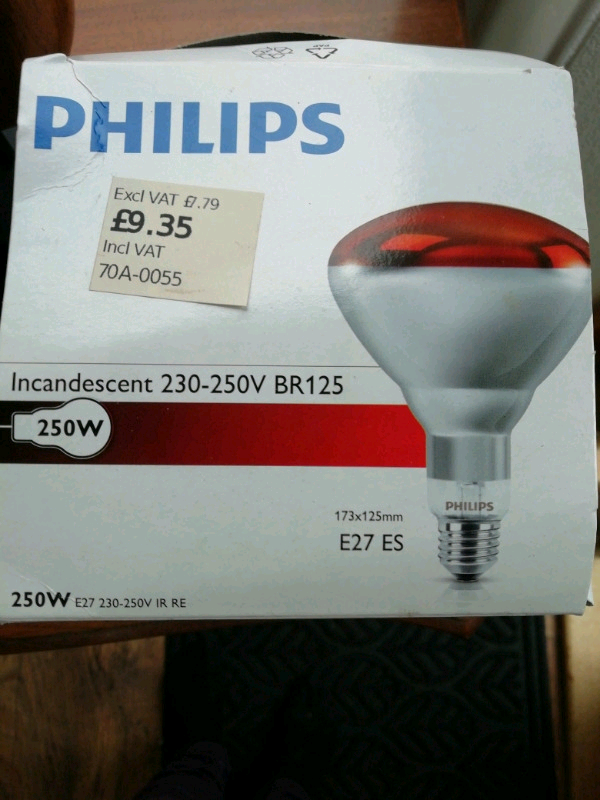 PHILIPS
Excl VAT £7.79
£9.35
Incl VAT
70A-0055
Incandescent 230-250V BR125
250W
PHILIPS
173x125mm
E27 ES
250W E27 230-250V IR RE